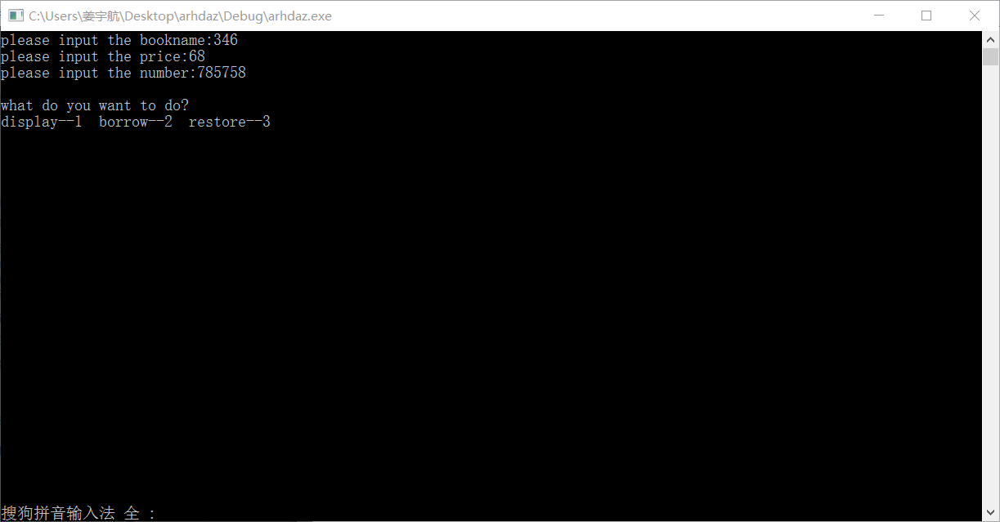 C:\Users\姜宇航\Desktop\arhdaz\Debug\arhdaz.exe
please input the bookname:346
please input the price:68
please input the number:785758
what do you want to do?
display--1  borrow--2  restore--3
搜狗拼音输入法 全 :